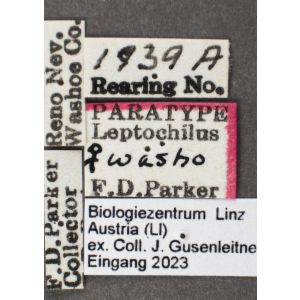 Reno Nev.
Washoe Co.
1939 A
Rearing No.
PARATYPE
Leptochilus
♀ washo
F.D. Parker
F.D. Parker
Collector
Biologiezentrum Linz
Austria (LI)
ex. Coll. J. Gusenleitne
Eingang 2023